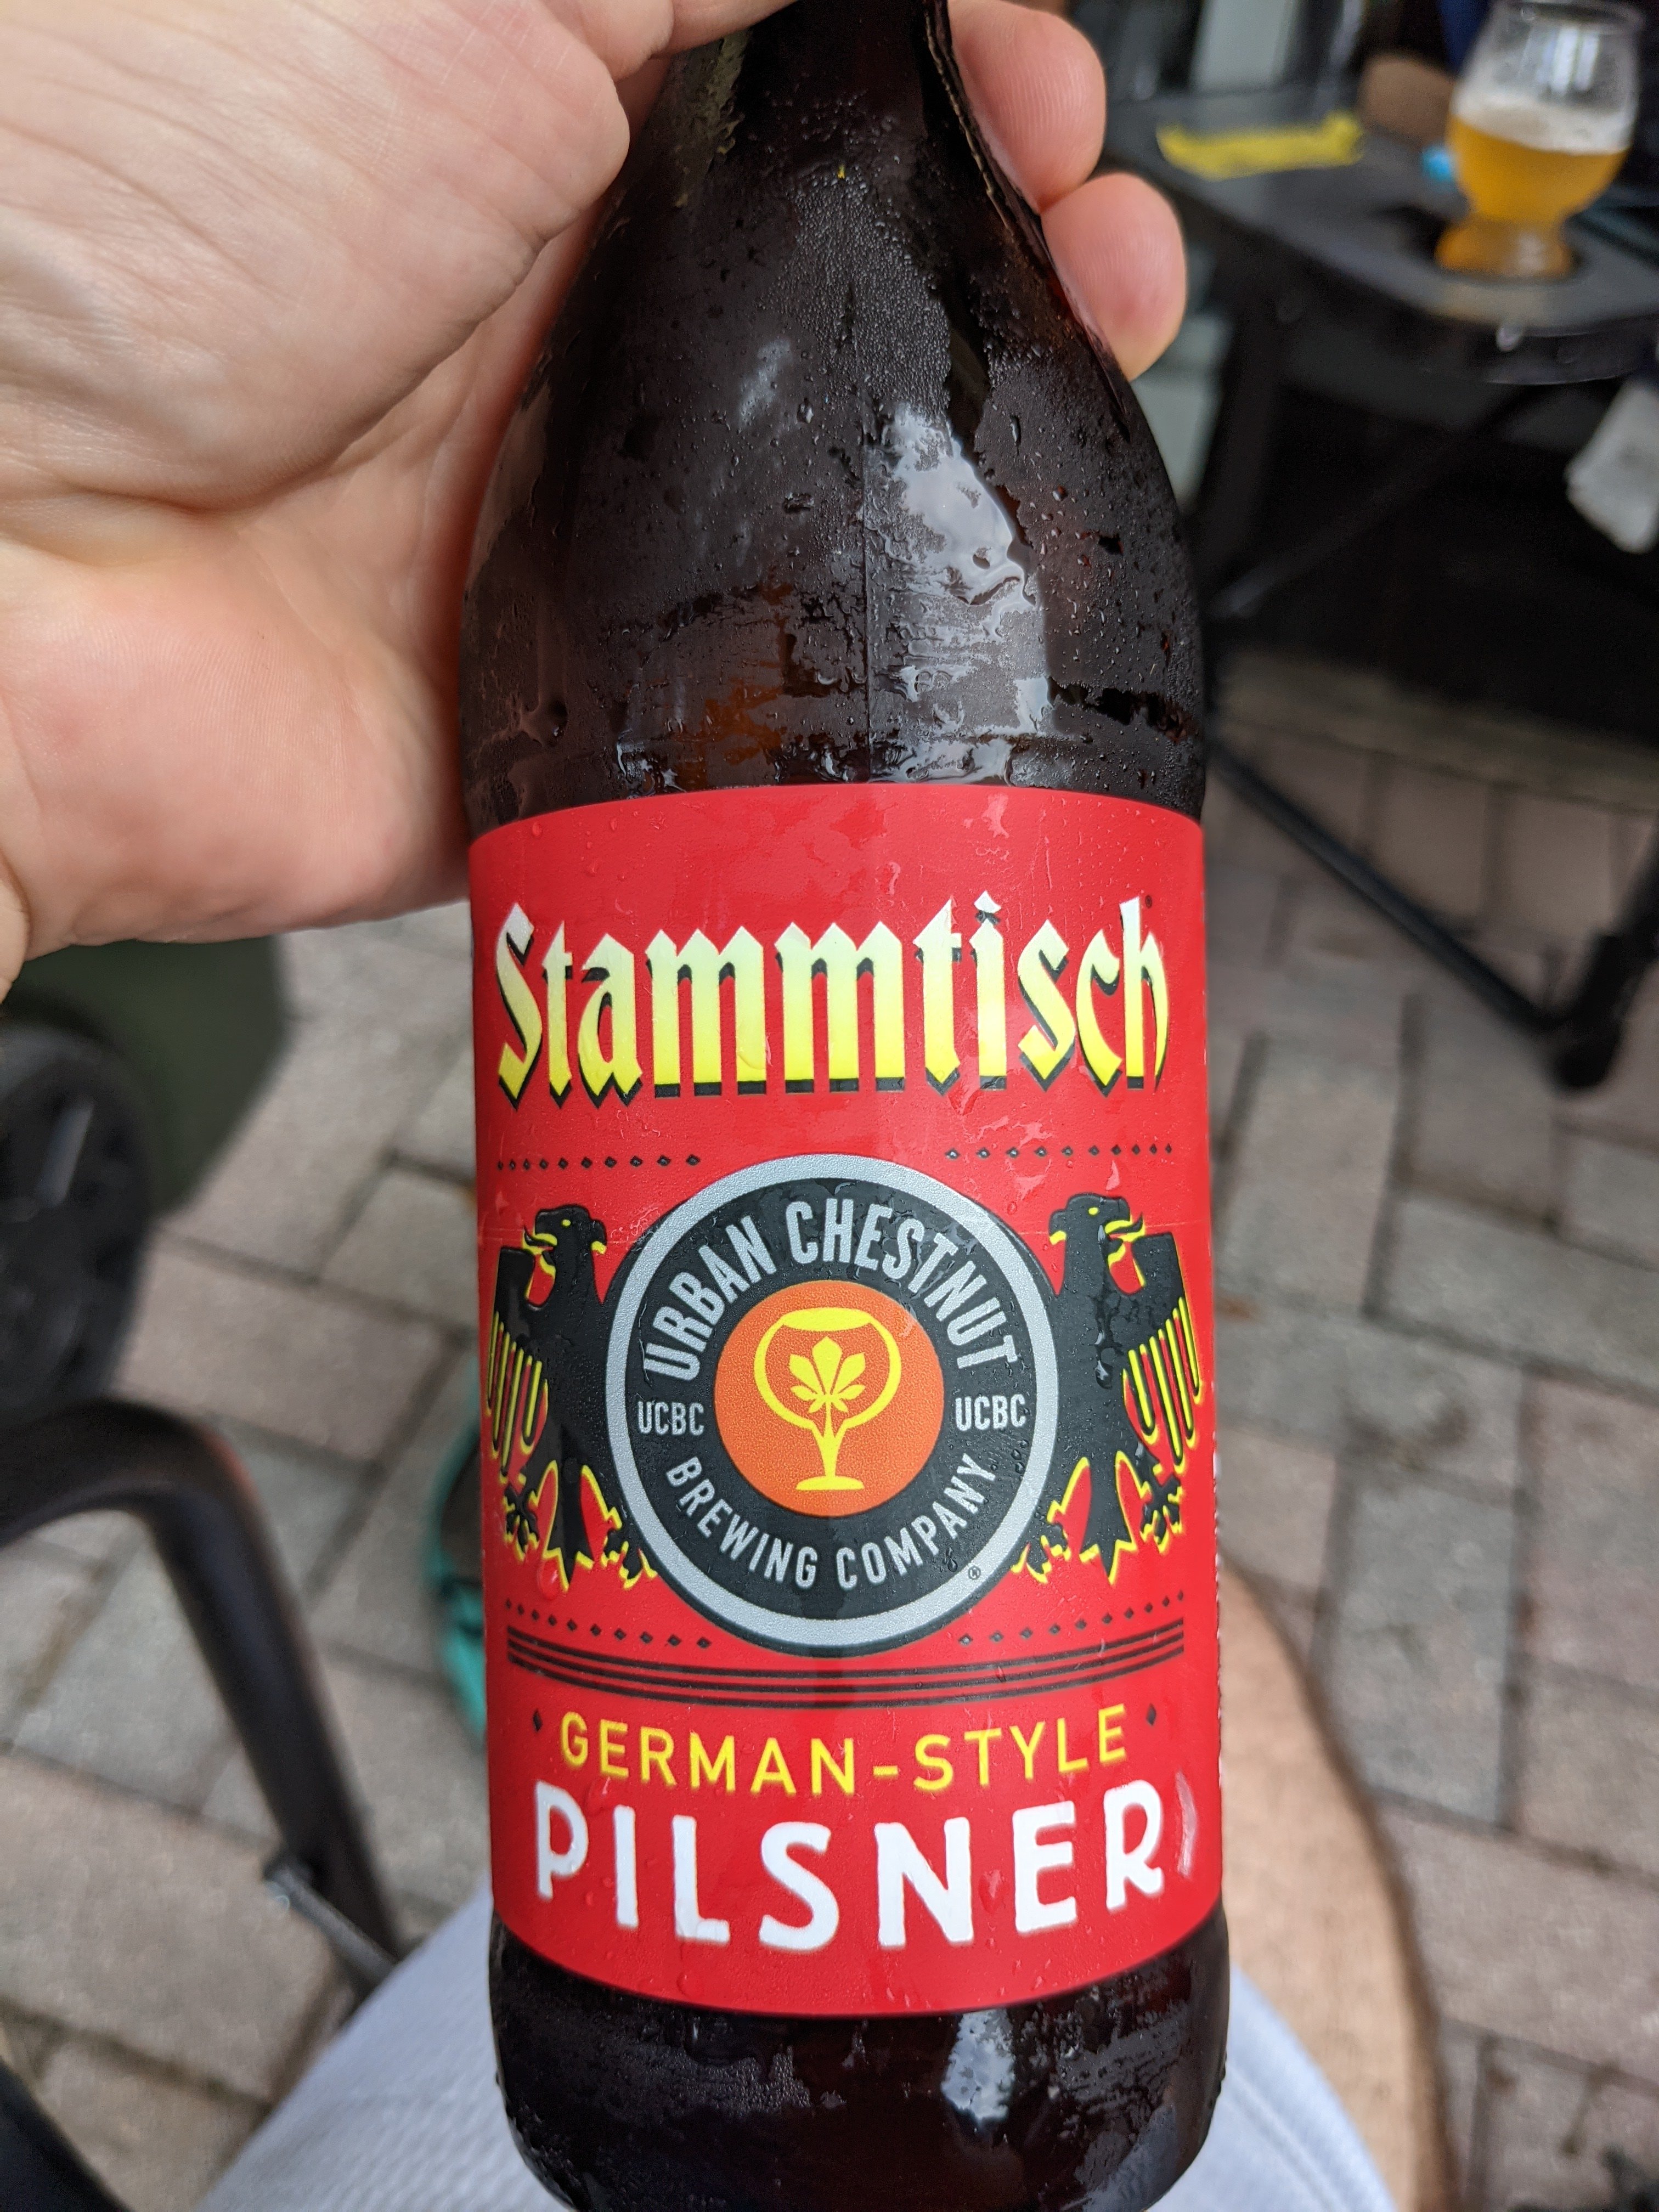 Stammtisch
URBAN CHESTNUT
UCBC UCBC
BREWING COMPANY ®
GERMAN-STYLE
PILSNER